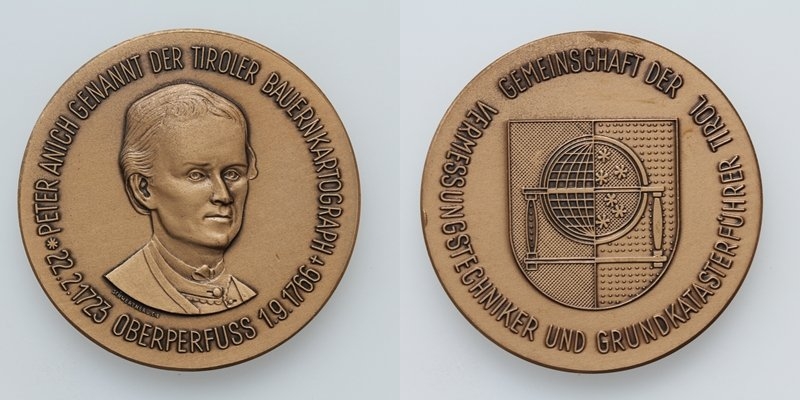 PETER ANICH GENANNT DER TIROLER BAUERNKARTOGRAPH
* 22.2.1723 OBERPERFUSS 1.9.1766 ✝
GEMEINSCHAFT DER TIROL.
VERMESSUNGSTECHNIKER UND GRUNDKATASTERFÜHRER